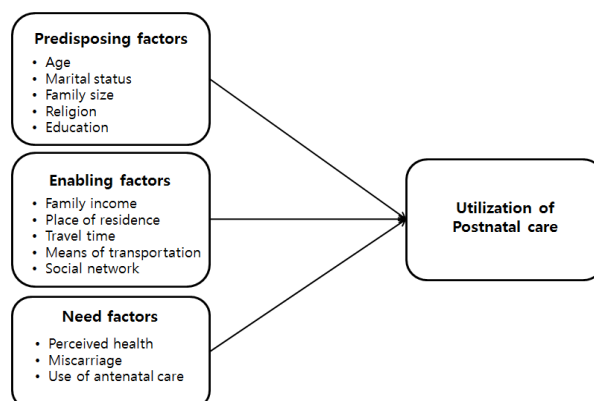 Predisposing factors
• Age
• Marital status
• Family size
• Religion
• Education
Enabling factors
• Family income
• Place of residence
• Travel time
• Means of transportation
• Social network
Need factors
• Perceived health
• Miscarriage
• Use of antenatal care
Utilization of
Postnatal care